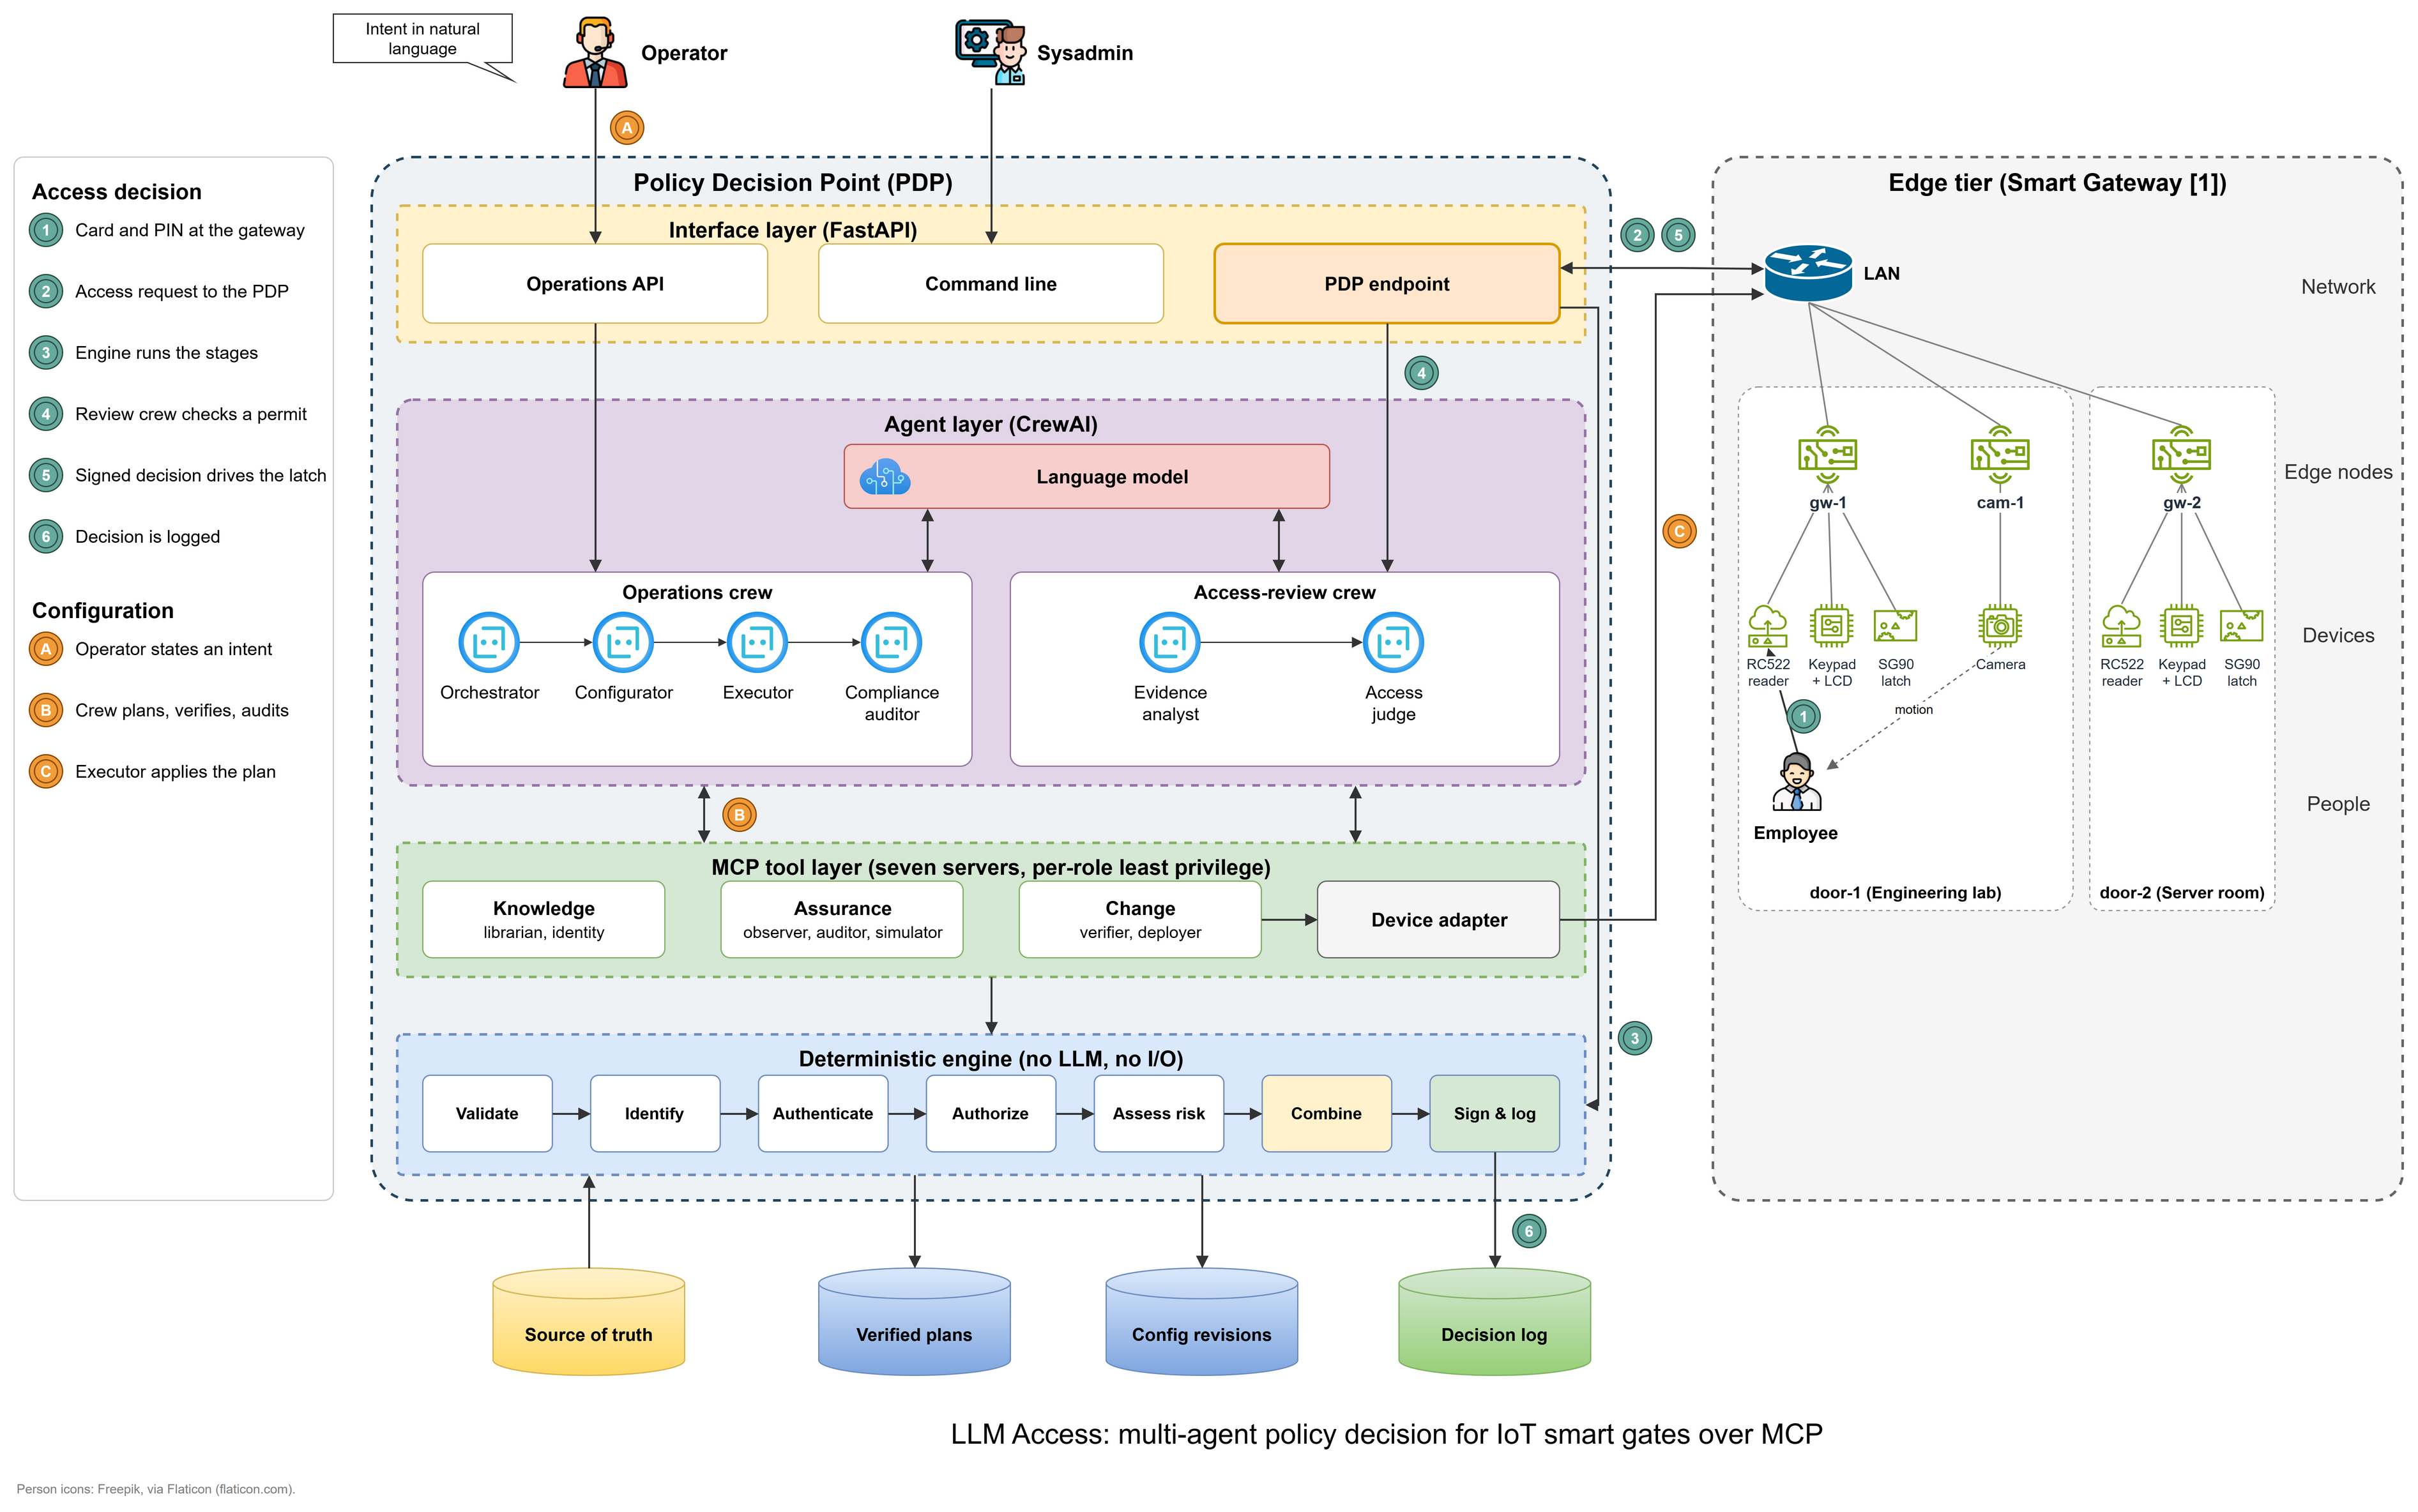 Intent in natural
language
Operator
Sysadmin
A
Access decision
1 Card and PIN at the gateway
2 Access request to the PDP
3 Engine runs the stages
4 Review crew checks a permit
5 Signed decision drives the latch
6 Decision is logged
Configuration
A Operator states an intent
B Crew plans, verifies, audits
C Executor applies the plan
Policy Decision Point (PDP)
Interface layer (FastAPI)
Operations API
Command line
PDP endpoint
2 5
4
Agent layer (CrewAI)
Language model
Operations crew
Orchestrator
Configurator
Executor
Compliance
auditor
Access-review crew
Evidence
analyst
Access
judge
B
C
MCP tool layer (seven servers, per-role least privilege)
Knowledge
librarian, identity
Assurance
observer, auditor, simulator
Change
verifier, deployer
Device adapter
3
Deterministic engine (no LLM, no I/O)
Validate
Identify
Authenticate
Authorize
Assess risk
Combine
Sign & log
6
Source of truth
Verified plans
Config revisions
Decision log
Edge tier (Smart Gateway [1])
LAN
Network
gw-1
cam-1
gw-2
Edge nodes
RC522
reader
Keypad
+ LCD
SG90
latch
Camera
RC522
reader
Keypad
+ LCD
SG90
latch
Devices
motion
1
Employee
People
door-1 (Engineering lab)
door-2 (Server room)
LLM Access: multi-agent policy decision for IoT smart gates over MCP
Person icons: Freepik, via Flaticon (flaticon.com).